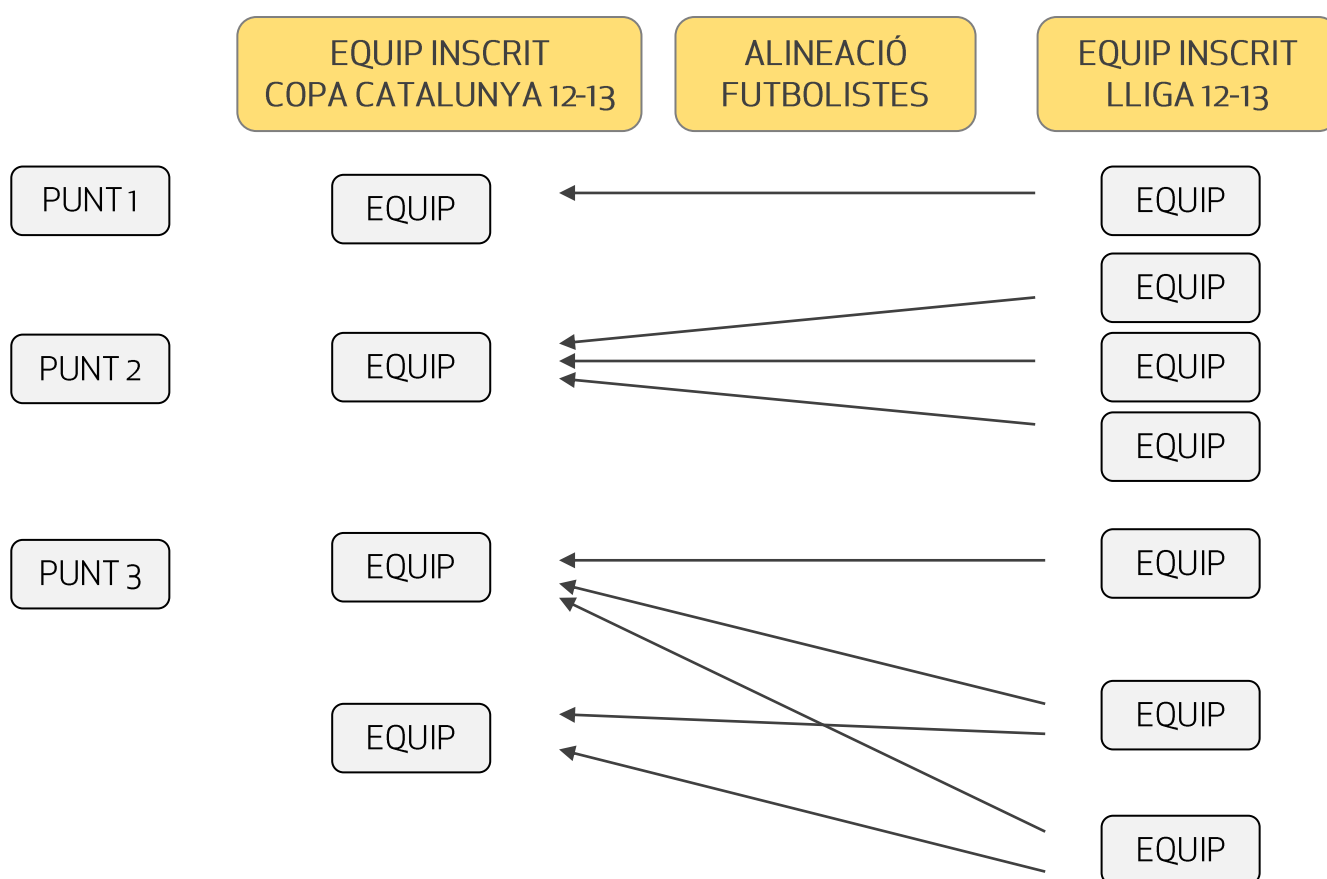 EQUIP INSCRIT
COPA CATALUNYA 12-13
ALINEACIÓ
FUTBOLISTES
EQUIP INSCRIT
LLIGA 12-13
PUNT 1
EQUIP
EQUIP
EQUIP
PUNT 2
EQUIP
EQUIP
EQUIP
PUNT 3
EQUIP
EQUIP
EQUIP
EQUIP
EQUIP